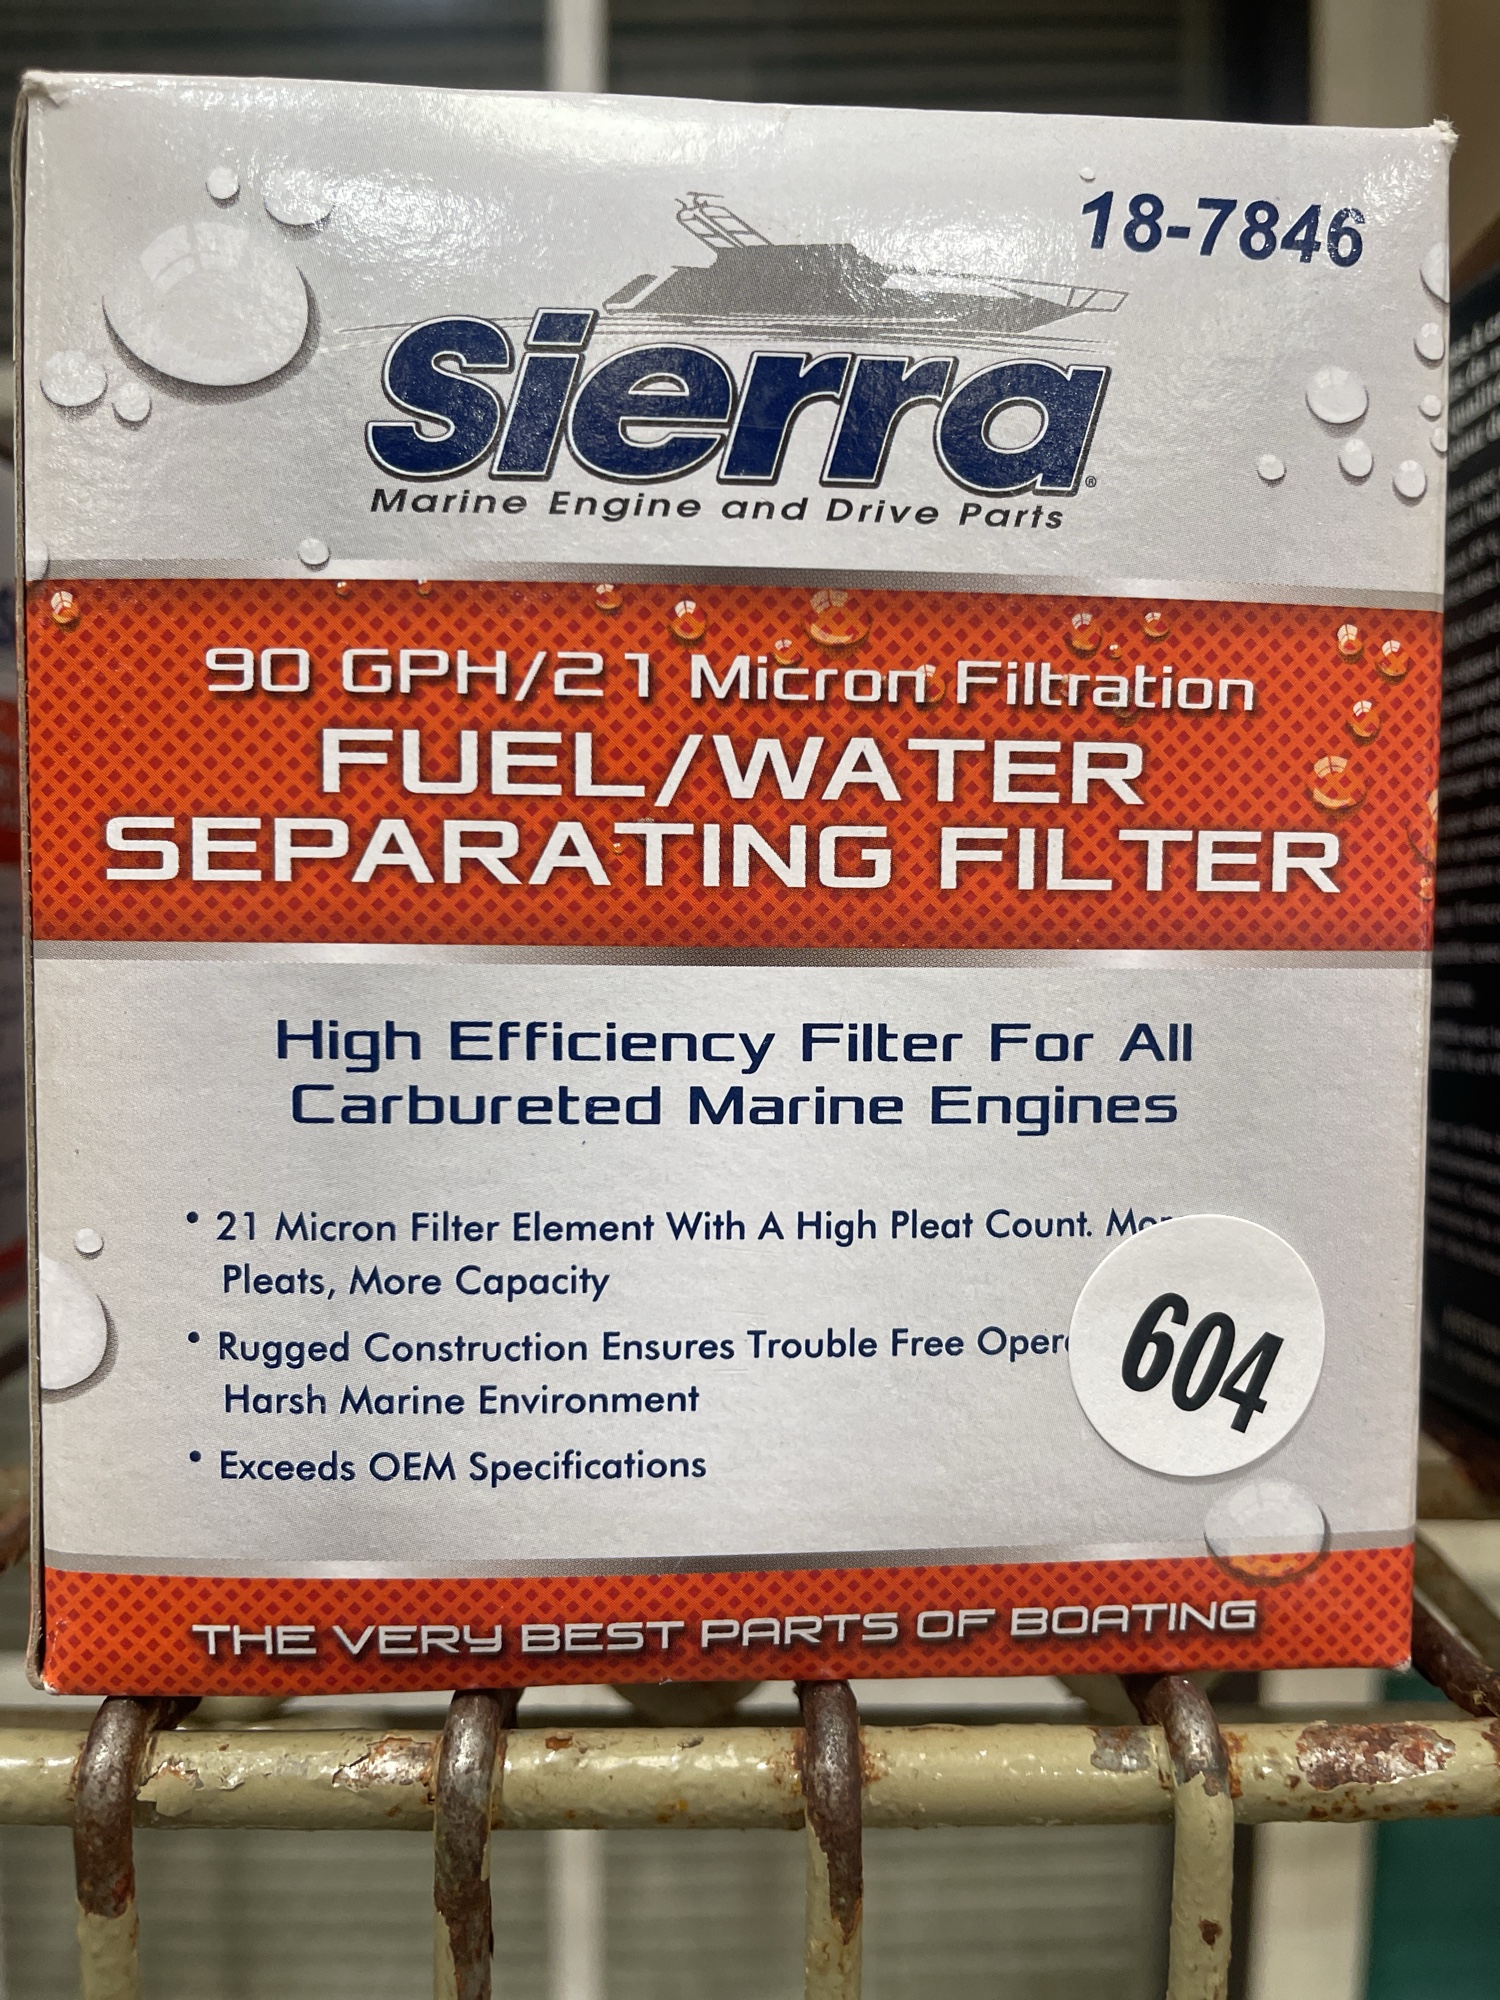 18-7846
Sierra®
Marine Engine and Drive Parts
90 GPH/21 Micron Filtration
FUEL/WATER
SEPARATING FILTER
High Efficiency Filter For All
Carbureted Marine Engines
• 21 Micron Filter Element With A High Pleat Count.
Pleats, More Capacity
• Rugged Construction Ensures Trouble Free
Harsh Marine Environment
• Exceeds OEM Specifications
604
THE VERY BEST PARTS OF BOATING